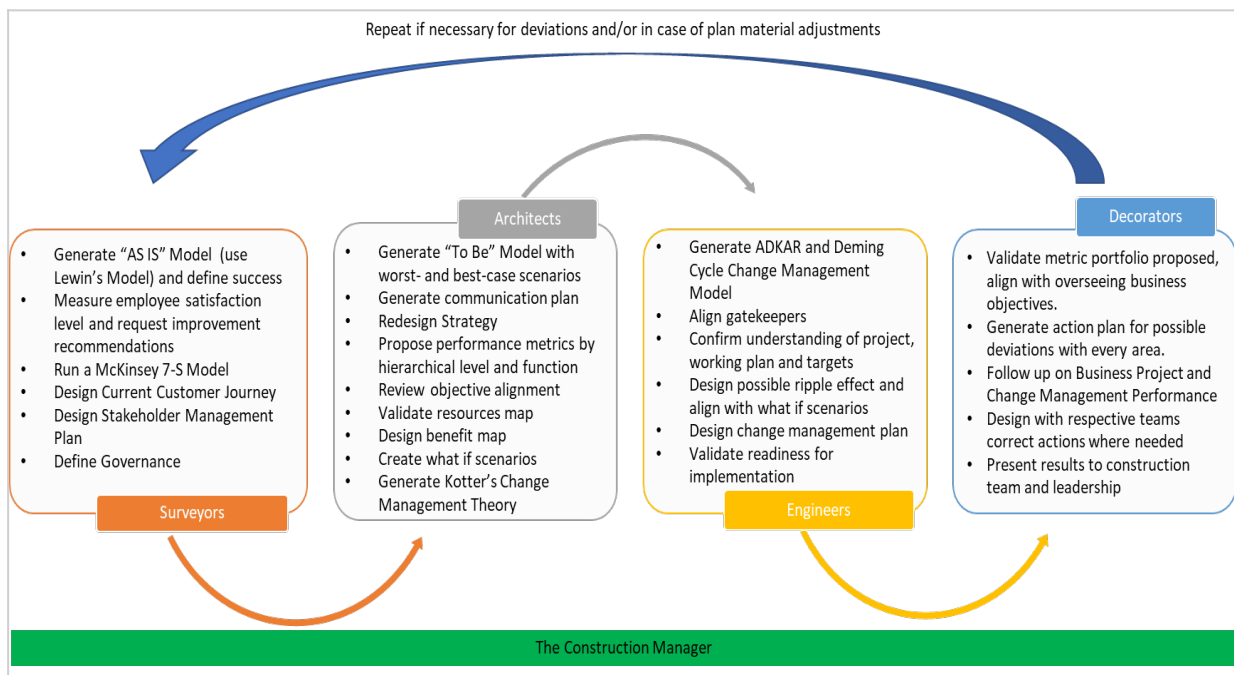 Repeat if necessary for deviations and/or in case of plan material adjustments
Surveyors
• Generate “AS IS” Model (use
Lewin’s Model) and define success
• Measure employee satisfaction
level and request improvement
recommendations
• Run a McKinsey 7-S Model
• Design Current Customer Journey
• Design Stakeholder Management
Plan
• Define Governance
Architects
• Generate “To Be” Model with
worst- and best-case scenarios
• Generate communication plan
• Redesign Strategy
• Propose performance metrics by
hierarchical level and function
• Review objective alignment
• Validate resources map
• Design benefit map
• Create what if scenarios
• Generate Kotter’s Change
Management Theory
Engineers
• Generate ADKAR and Deming
Cycle Change Management
Model
• Align gatekeepers
• Confirm understanding of project,
working plan and targets
• Design possible ripple effect and
align with what if scenarios
• Design change management plan
• Validate readiness for
implementation
Decorators
• Validate metric portfolio proposed,
align with overseeing business
objectives.
• Generate action plan for possible
deviations with every area.
• Follow up on Business Project and
Change Management Performance
• Design with respective teams
correct actions where needed
• Present results to construction
team and leadership
The Construction Manager